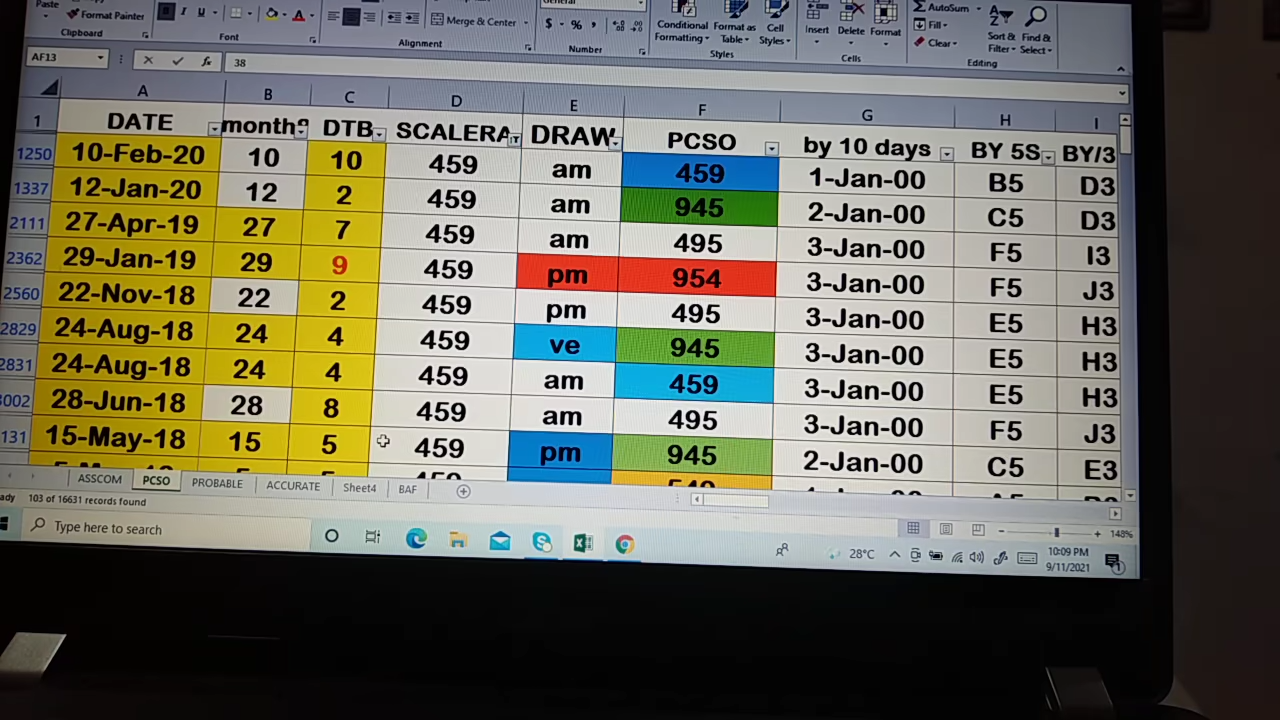 Paste
Format Painter
I U
Merge & Center
General
$ % ,
Conditional Formatting
Format as Table
Cell Styles
Insert
Delete
Format
AutoSum
Fill
Clear
Sort & Filter
Find & Select
Clipboard
Font
Alignment
Number
Styles
Cells
Editing
AF13 fx 38
A B C D E F G H I
1 DATE months DTB SCALERA DRAW PCSO by 10 days BY 5S BY/3
1250 10-Feb-20 10 10 459 am 459 1-Jan-00 B5 D3
1337 12-Jan-20 12 2 459 am 945 2-Jan-00 C5 D3
2111 27-Apr-19 27 7 459 am 495 3-Jan-00 F5 I3
2362 29-Jan-19 29 9 459 pm 954 3-Jan-00 F5 J3
2560 22-Nov-18 22 2 459 pm 495 3-Jan-00 E5 H3
2829 24-Aug-18 24 4 459 ve 945 3-Jan-00 E5 H3
2831 24-Aug-18 24 4 459 am 459 3-Jan-00 E5 H3
3002 28-Jun-18 28 8 459 am 495 3-Jan-00 F5 J3
131 15-May-18 15 5 459 pm 945 2-Jan-00 C5 E3
ASSCOM PCSO PROBABLE ACCURATE Sheet4 BAF
ady 103 of 16631 records found 148%
Type here to search
28°C
10:09 PM
9/11/2021